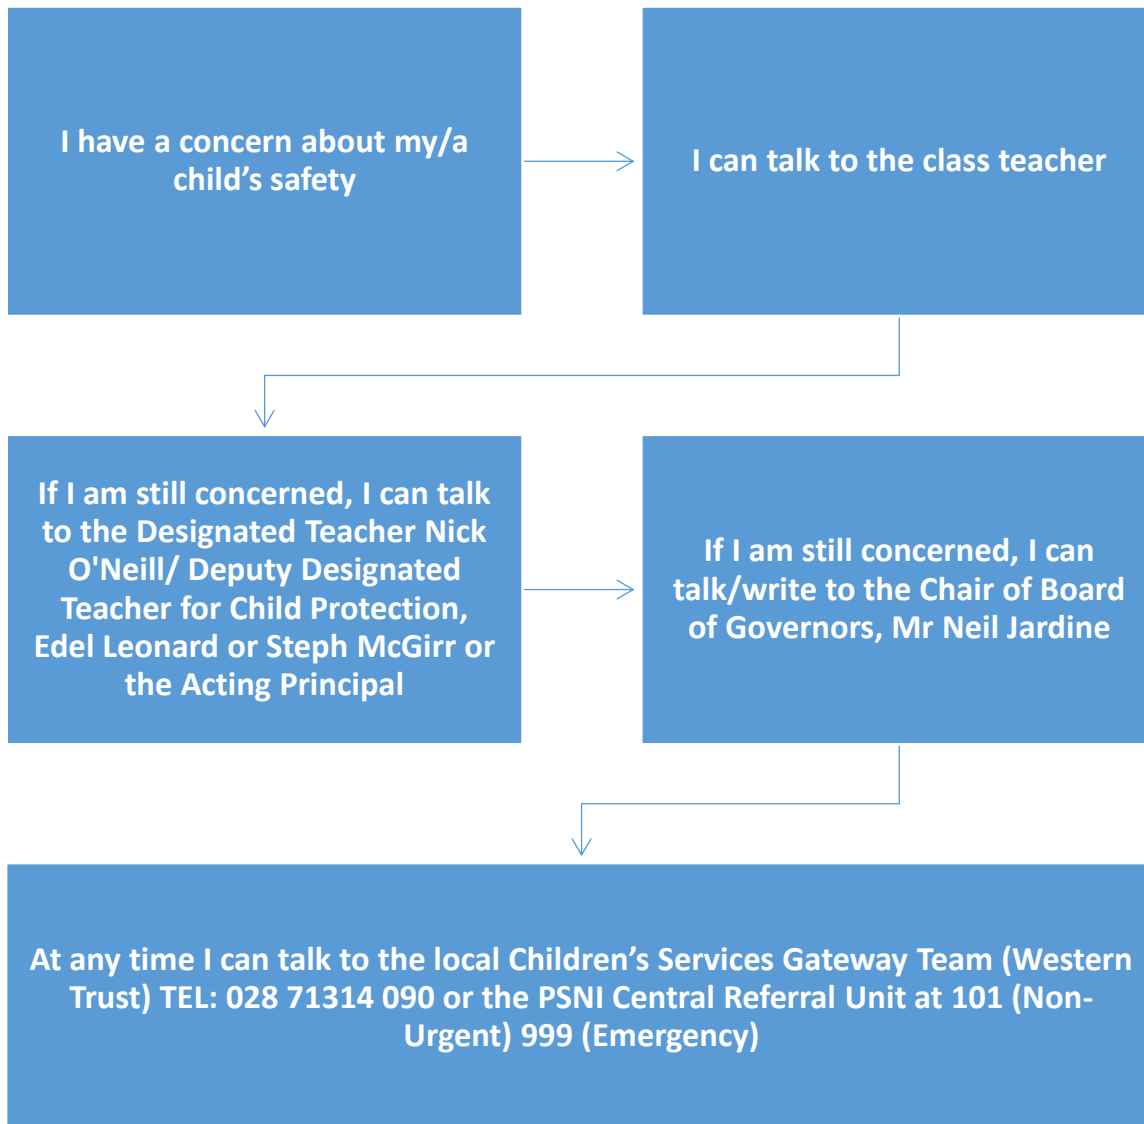 I have a concern about my/a
child’s safety
I can talk to the class teacher
If I am still concerned, I can talk
to the Designated Teacher Nick
O'Neill/ Deputy Designated
Teacher for Child Protection,
Edel Leonard or Steph McGirr or
the Acting Principal
If I am still concerned, I can
talk/write to the Chair of Board
of Governors, Mr Neil Jardine
At any time I can talk to the local Children’s Services Gateway Team (Western
Trust) TEL: 028 71314 090 or the PSNI Central Referral Unit at 101 (Non-
Urgent) 999 (Emergency)